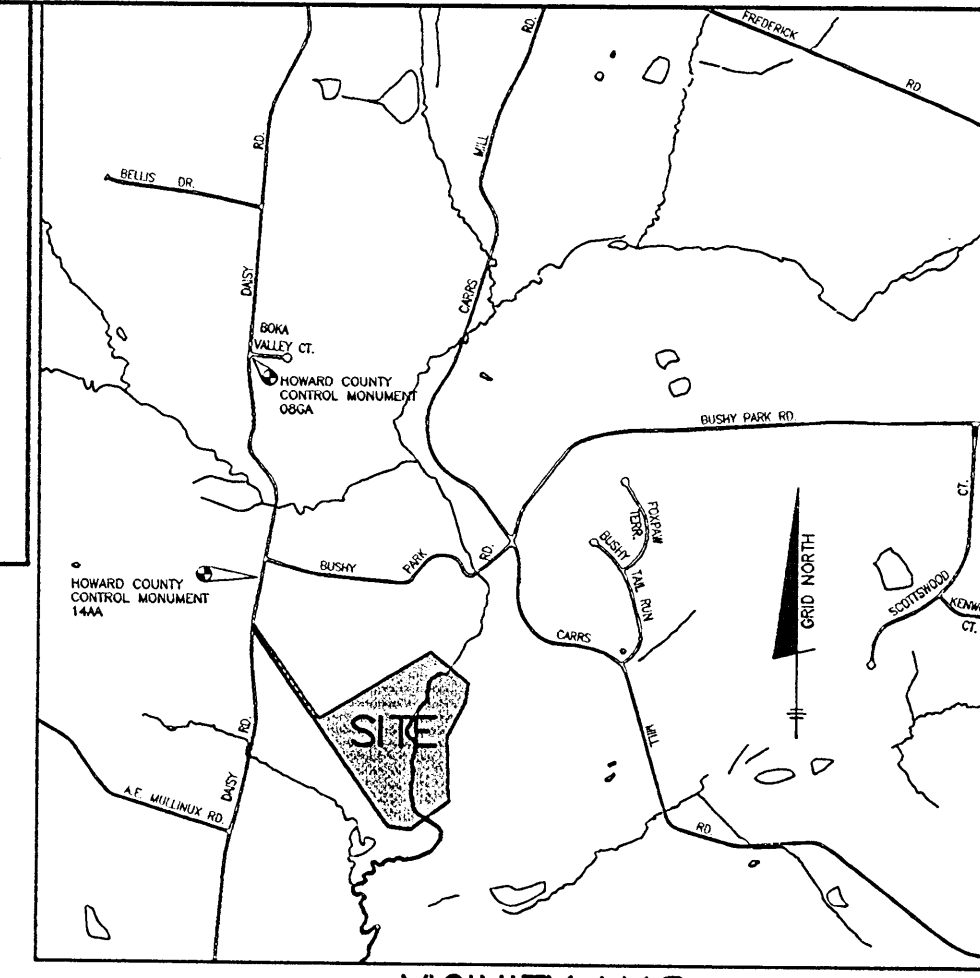 FREDERICK
RD
RD.
MILL
RD.
BELLIS DR.
DAISY
CARRS
BOKA
VALLEY CT.
HOWARD COUNTY
CONTROL MONUMENT
08GA
BUSHY PARK RD.
CT.
FOXPAW
TERR.
BUSHY
TAIL RUN
GRID NORTH
RD.
BUSHY PARK
HOWARD COUNTY
CONTROL MONUMENT
14AA
SCOTTSWOOD
CT.
CARRS
SITE
RD.
MILL
DAISY
A.E. MULLINUX RD.
RD.